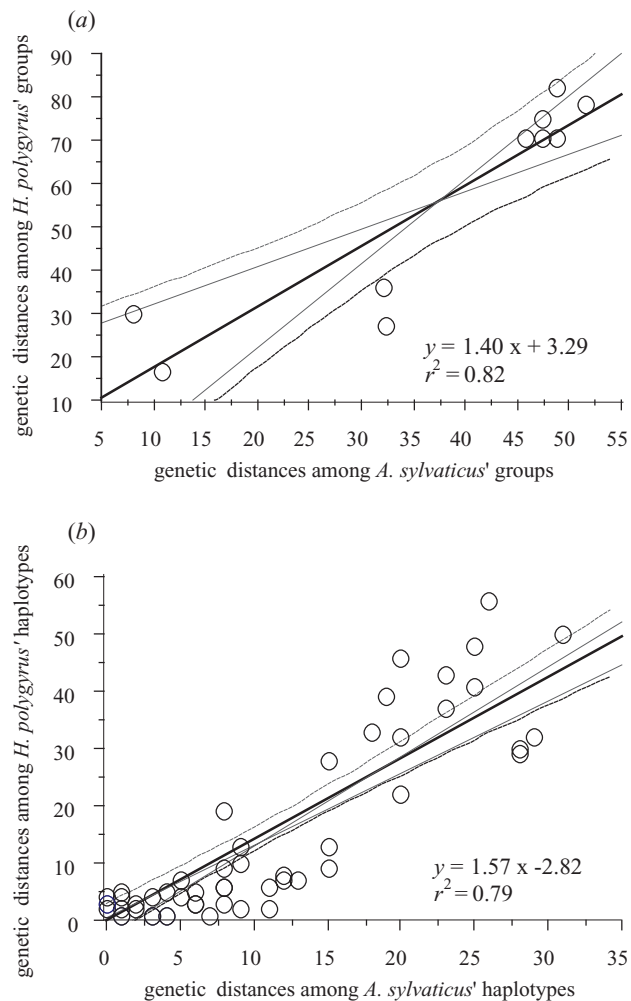 (a)
90
80
70
60
50
40
30
20
10
genetic distances among H. polygyrus' groups
y = 1.40 x + 3.29
r² = 0.82
5 10 15 20 25 30 35 40 45 50 55
genetic distances among A. sylvaticus' groups
(b)
60
50
40
30
20
10
0
genetic distances among H. polygyrus' haplotypes
y = 1.57 x -2.82
r² = 0.79
0 5 10 15 20 25 30 35
genetic distances among A. sylvaticus' haplotypes